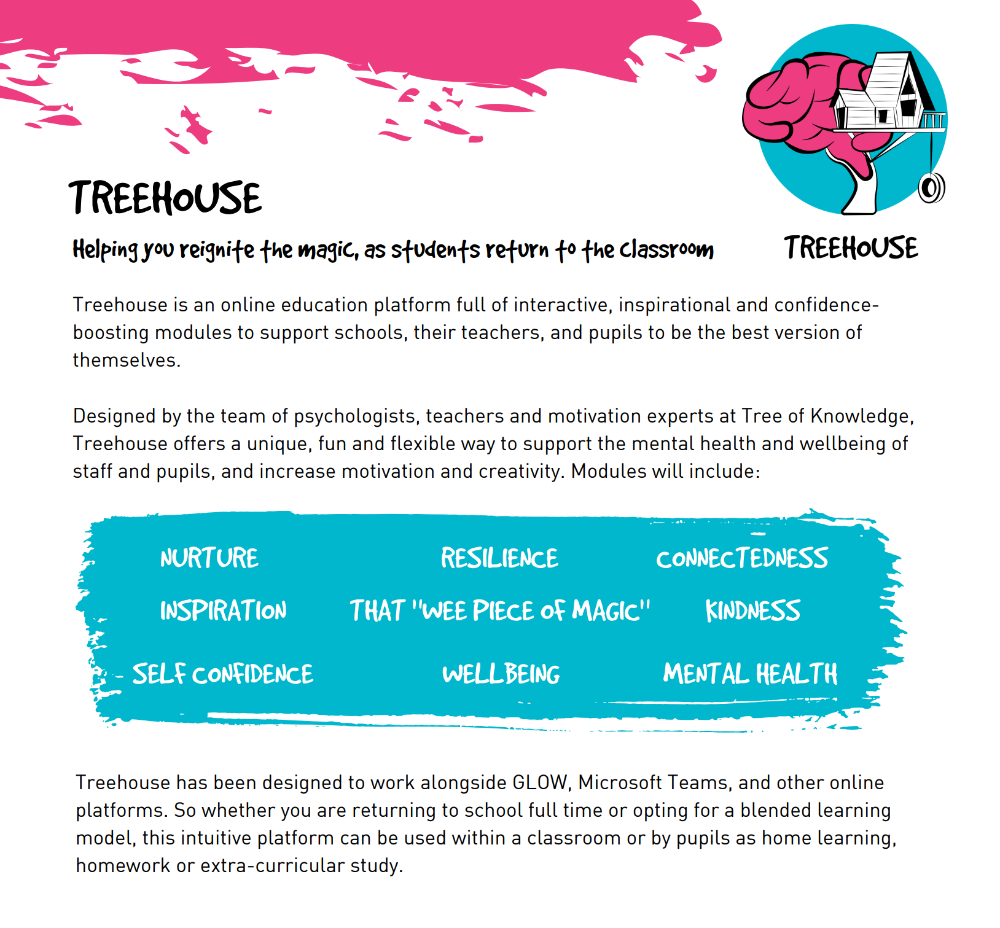 TREEHOUSE
Helping you reignite the magic, as students return to the classroom
TREEHOUSE
Treehouse is an online education platform full of interactive, inspirational and confidence-
boosting modules to support schools, their teachers, and pupils to be the best version of
themselves.
Designed by the team of psychologists, teachers and motivation experts at Tree of Knowledge,
Treehouse offers a unique, fun and flexible way to support the mental health and wellbeing of
staff and pupils, and increase motivation and creativity. Modules will include:
NURTURE RESILIENCE CONNECTEDNESS
INSPIRATION THAT "WEE PIECE OF MAGIC" KINDNESS
SELF CONFIDENCE WELLBEING MENTAL HEALTH
Treehouse has been designed to work alongside GLOW, Microsoft Teams, and other online
platforms. So whether you are returning to school full time or opting for a blended learning
model, this intuitive platform can be used within a classroom or by pupils as home learning,
homework or extra-curricular study.